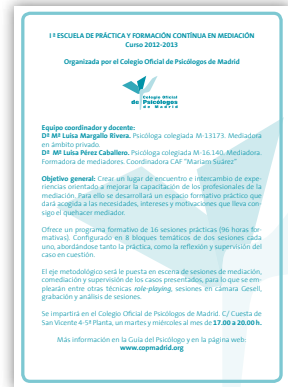 I ª ESCUELA DE PRÁCTICA Y FORMACIÓN CONTÍNUA EN MEDIACIÓN
Curso 2012-2013
Organizada por el Colegio Oficial de Psicólogos de Madrid
Colegio Oficial
de Psicólogos
de Madrid
Equipo coordinador y docente:
Dª Mª Luisa Margallo Rivera. Psicóloga colegiada M-13173. Mediadora
en ámbito privado.
Dª Mª Luisa Pérez Caballero. Psicóloga colegiada M-16.140. Mediadora.
Formadora de mediadores. Coordinadora CAF "Mariam Suárez"
Objetivo general: Crear un lugar de encuentro e intercambio de expe-
riencias orientado a mejorar la capacitación de los profesionales de la
mediación. Para ello se desarrollará un espacio formativo práctico que
dará acogida a las necesidades, intereses y motivaciones que lleva con-
sigo el quehacer mediador.
Ofrece un programa formativo de 16 sesiones prácticas (96 horas for-
mativas). Configurado en 8 bloques temáticos de dos sesiones cada
uno, abordándose tanto la práctica, como la reflexión y supervisión del
caso en cuestión.
El eje metodológico será le puesta en escena de sesiones de mediación,
comediación y supervisión de los casos presentados, para lo que se em-
plearán entre otras técnicas role-playing, sesiones en cámara Gesell,
grabación y análisis de sesiones.
Se impartirá en el Colegio Oficial de Psicólogos de Madrid. C/ Cuesta de
San Vicente 4-5ª Planta, un martes y miércoles al mes de 17.00 a 20.00 h.
Más información en la Guía del Psicólogo y en la página web:
www.copmadrid.org